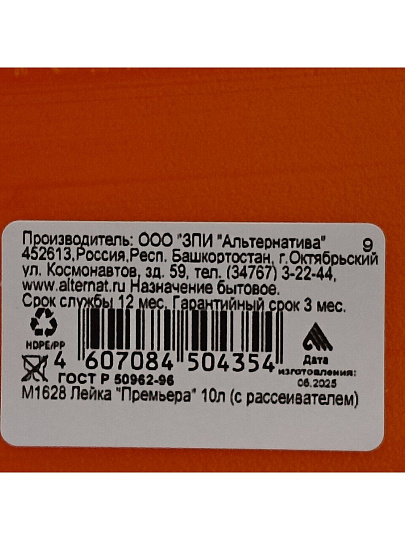 Производитель: ООО "ЗПИ "Альтернатива" 9
452613,Россия,Респ. Башкортостан, г.Октябрьский
ул. Космонавтов, зд. 59, тел. (34767) 3-22-44,
www.alternat.ru Назначение бытовое.
Срок службы 12 мес. Гарантийный срок 3 мес.
HDPE/PP
4 607084 504354
Дата
изготовления:
06.2025
ГОСТ Р 50962-96
М1628 Лейка "Премьера" 10л (с рассеивателем)